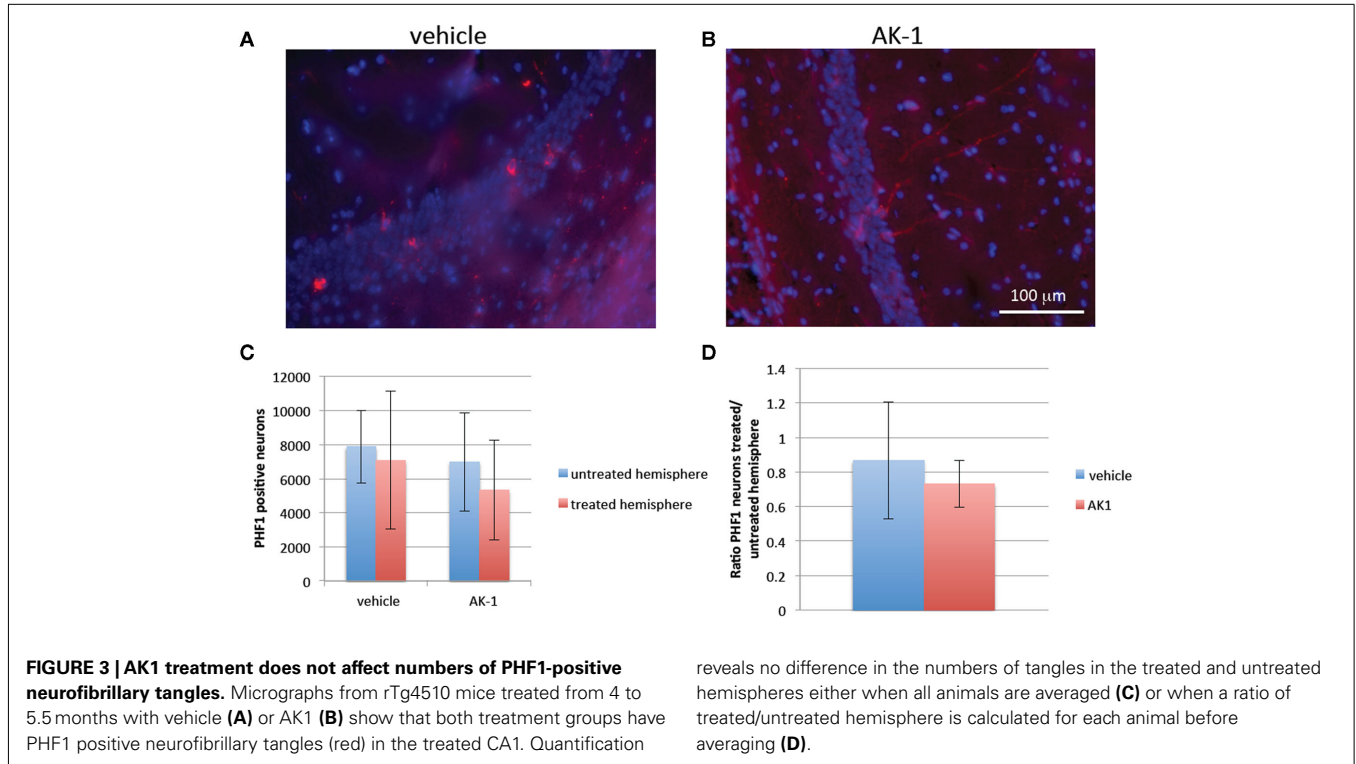 A
vehicle
B
AK-1
100 μm
C
12000
10000
8000
6000
4000
2000
0
PHF1 positive neurons
vehicle
AK-1
untreated hemisphere
treated hemisphere
D
1.4
1.2
1
0.8
0.6
0.4
0.2
0
Ratio PHF1 neurons treated/
untreated hemisphere
vehicle
AK1
FIGURE 3 | AK1 treatment does not affect numbers of PHF1-positive
neurofibrillary tangles. Micrographs from rTg4510 mice treated from 4 to
5.5 months with vehicle (A) or AK1 (B) show that both treatment groups have
PHF1 positive neurofibrillary tangles (red) in the treated CA1. Quantification
reveals no difference in the numbers of tangles in the treated and untreated
hemispheres either when all animals are averaged (C) or when a ratio of
treated/untreated hemisphere is calculated for each animal before
averaging (D).